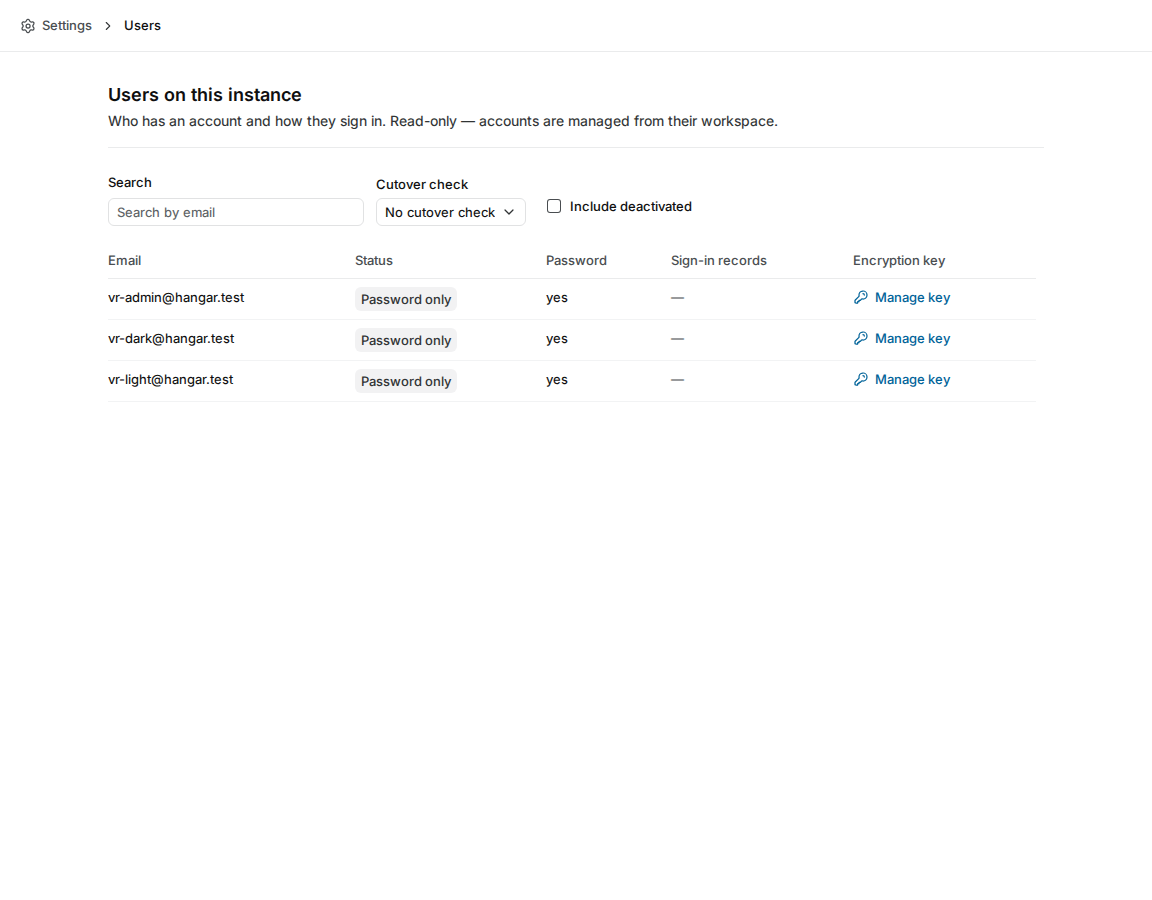 Settings > Users
Users on this instance
Who has an account and how they sign in. Read-only — accounts are managed from their workspace.
Search
Cutover check
Search by email
No cutover check
Include deactivated
Email Status Password Sign-in records Encryption key
vr-admin@hangar.test Password only yes — Manage key
vr-dark@hangar.test Password only yes — Manage key
vr-light@hangar.test Password only yes — Manage key